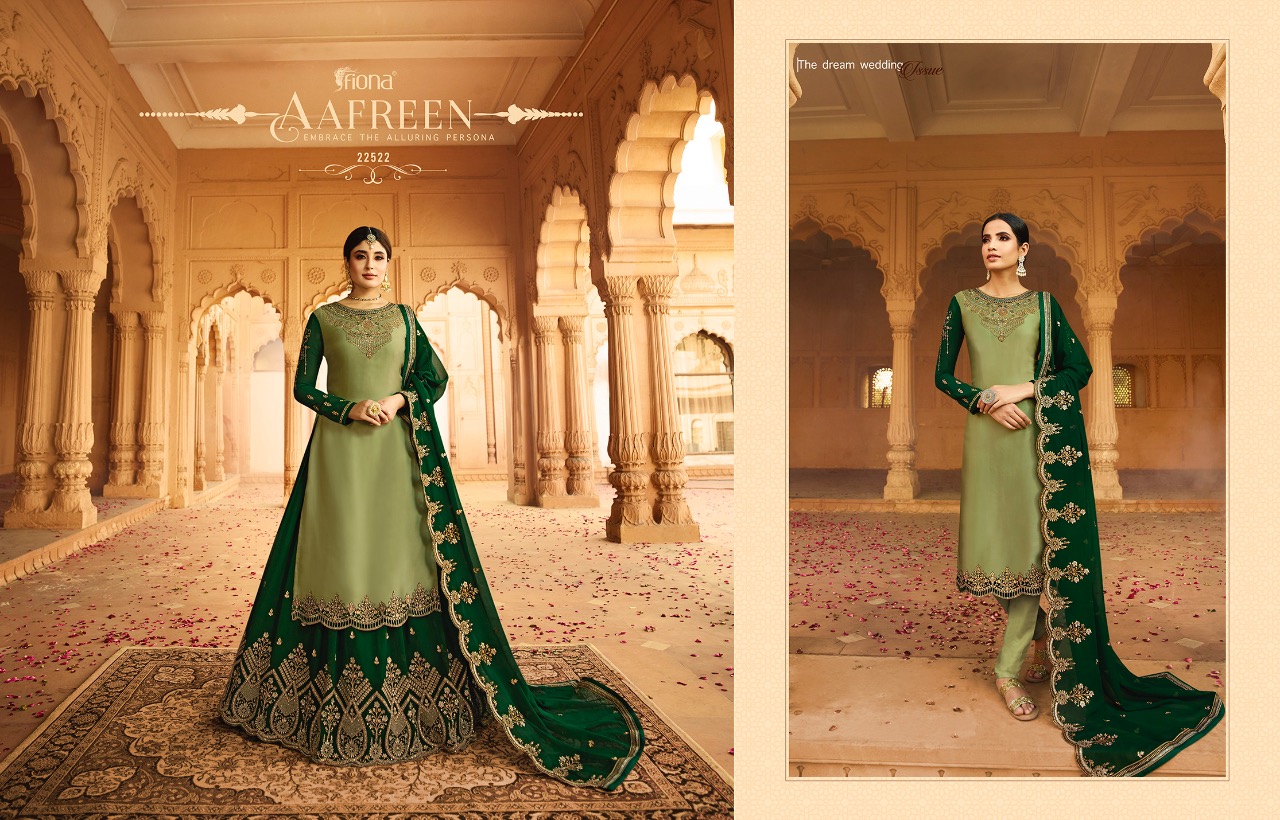 fiona
AAFREEN
EMBRACE THE ALLURING PERSONA
22522
The dream wedding Issue